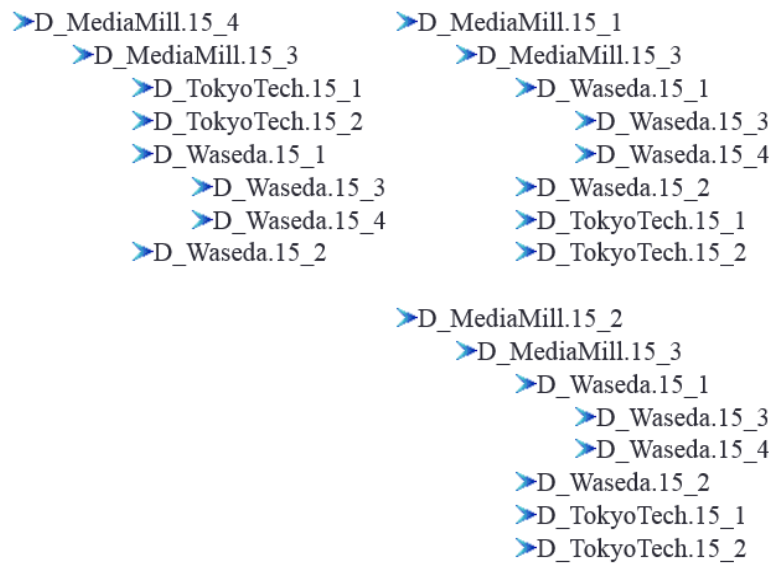 D_MediaMill.15_4
D_MediaMill.15_3
D_TokyoTech.15_1
D_TokyoTech.15_2
D_Waseda.15_1
D_Waseda.15_3
D_Waseda.15_4
D_Waseda.15_2
D_MediaMill.15_1
D_MediaMill.15_3
D_Waseda.15_1
D_Waseda.15_3
D_Waseda.15_4
D_Waseda.15_2
D_TokyoTech.15_1
D_TokyoTech.15_2
D_MediaMill.15_2
D_MediaMill.15_3
D_Waseda.15_1
D_Waseda.15_3
D_Waseda.15_4
D_Waseda.15_2
D_TokyoTech.15_1
D_TokyoTech.15_2